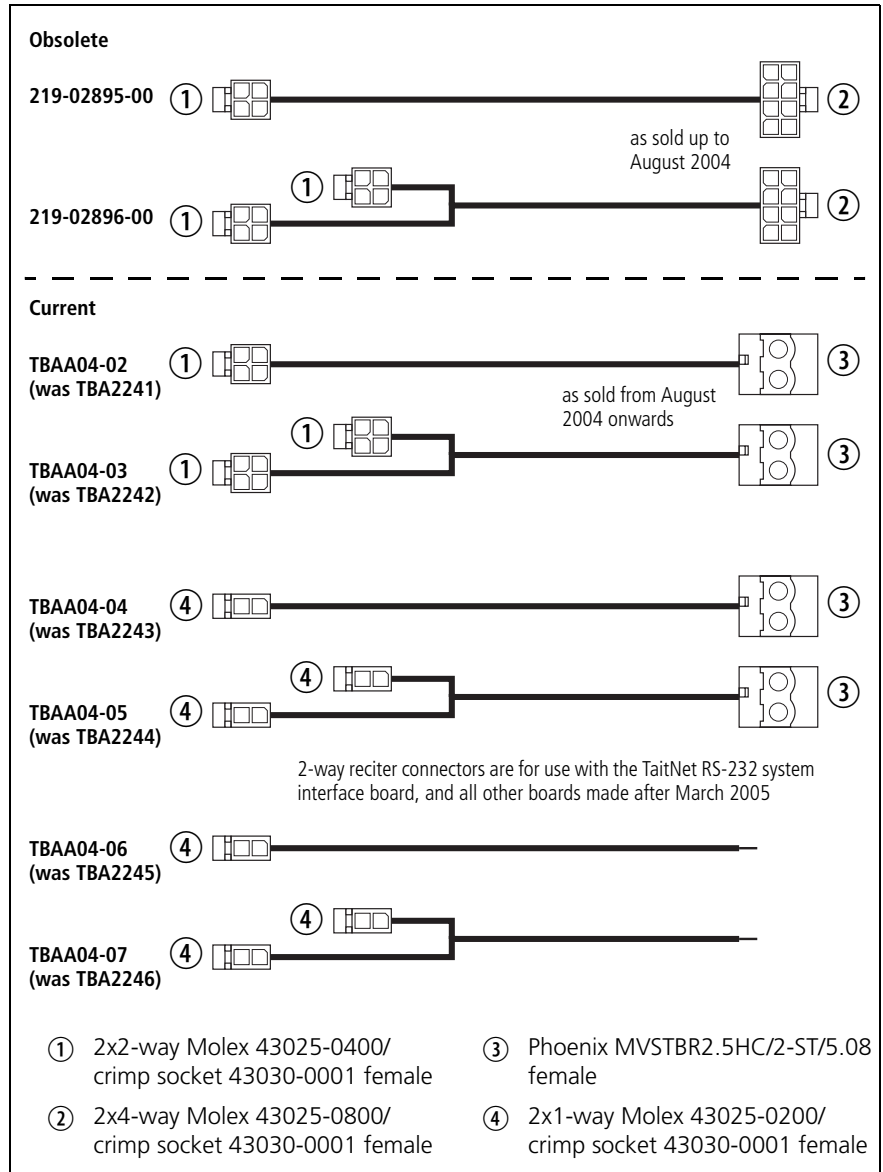 Obsolete
219-02895-00 ① ②
as sold up to
August 2004
①
219-02896-00 ① ②
Current
TBAA04-02 ① ③
(was TBA2241)
as sold from August
2004 onwards
①
TBAA04-03 ① ③
(was TBA2242)
TBAA04-04 ④ ③
(was TBA2243)
④
TBAA04-05 ④ ③
(was TBA2244)
2-way reciter connectors are for use with the TaitNet RS-232 system
interface board, and all other boards made after March 2005
TBAA04-06 ④
(was TBA2245)
④
TBAA04-07 ④
(was TBA2246)
① 2x2-way Molex 43025-0400/
crimp socket 43030-0001 female
② 2x4-way Molex 43025-0800/
crimp socket 43030-0001 female
③ Phoenix MVSTBR2.5HC/2-ST/5.08
female
④ 2x1-way Molex 43025-0200/
crimp socket 43030-0001 female